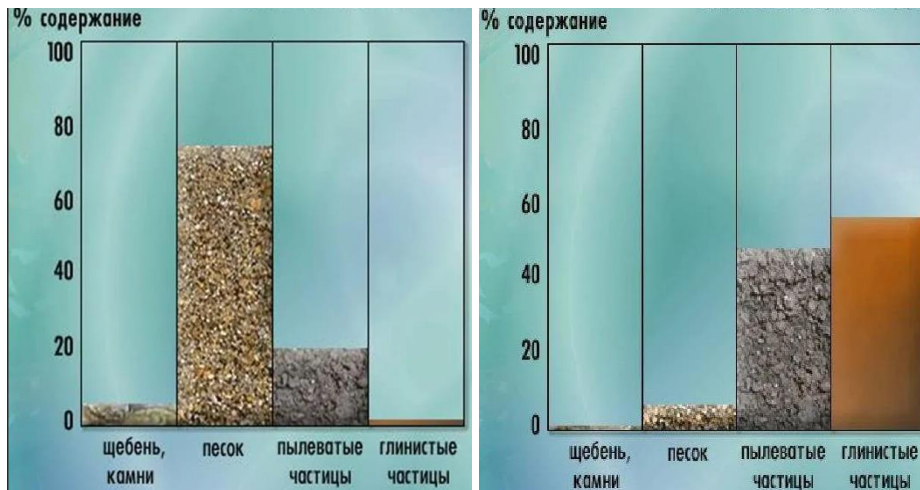 % содержание
100
80
60
40
20
0
щебень,
камни
песок
пылеватые
частицы
глинистые
частицы
% содержание
100
80
60
40
20
0
щебень,
камни
песок
пылеватые
частицы
глинистые
частицы